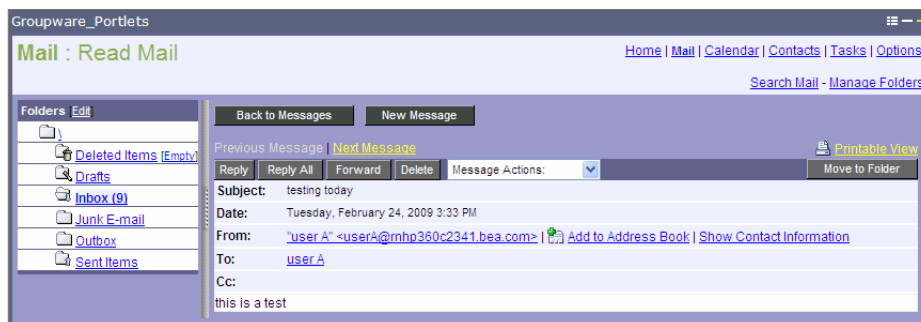 Groupware_Portlets
Mail : Read Mail
Home | Mail | Calendar | Contacts | Tasks | Options
Search Mail - Manage Folders
Folders [Edit]
\
Deleted Items [Empty]
Drafts
Inbox (9)
Junk E-mail
Outbox
Sent Items
Back to Messages New Message
Previous Message | Next Message Printable View
Reply Reply All Forward Delete Message Actions: Move to Folder
Subject: testing today
Date: Tuesday, February 24, 2009 3:33 PM
From: "user A" <userA@rnhp360c2341.bea.com> | Add to Address Book | Show Contact Information
To: user A
Cc:
this is a test